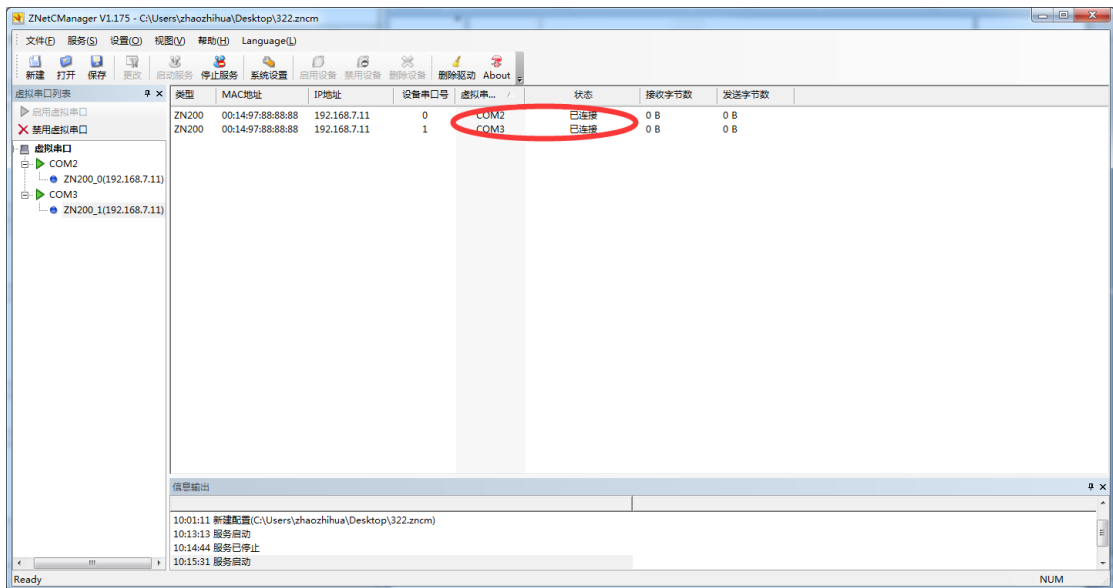 ZNetCManager V1.175 - C:\Users\zhaozhihua\Desktop\322.zncm
文件(F) 服务(S) 设置(O) 视图(V) 帮助(H) Language(L)
新建 打开 保存 更改 启动服务 停止服务 系统设置 启用设备 禁用设备 删除设备 删除驱动 About
虚拟串口列表
启用虚拟串口
禁用虚拟串口
虚拟串口
COM2
ZN200_0(192.168.7.11)
COM3
ZN200_1(192.168.7.11)
类型 MAC地址 IP地址 设备串口号 虚拟串... 状态 接收字节数 发送字节数
ZN200 00:14:97:88:88:88 192.168.7.11 0 COM2 已连接 0 B 0 B
ZN200 00:14:97:88:88:88 192.168.7.11 1 COM3 已连接 0 B 0 B
信息输出
10:01:11 新建配置(C:\Users\zhaozhihua\Desktop\322.zncm)
10:13:13 服务启动
10:14:44 服务已停止
10:15:31 服务启动
Ready NUM